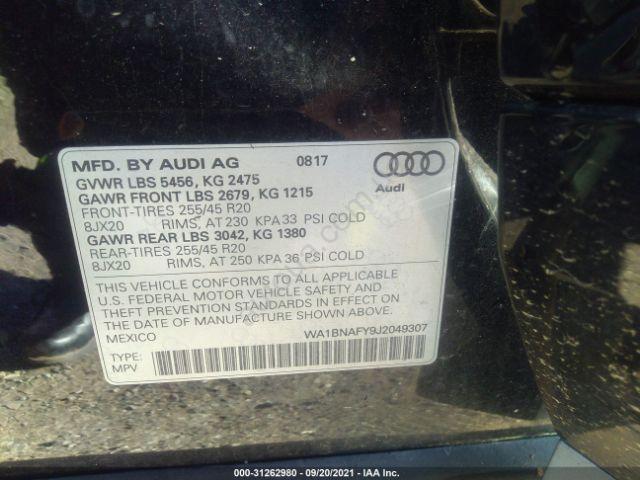 MFD. BY AUDI AG 0817
GVWR LBS 5456, KG 2475
GAWR FRONT LBS 2679, KG 1215
FRONT-TIRES 255/45 R20
8JX20 RIMS, AT 230 KPA 33 PSI COLD
GAWR REAR LBS 3042, KG 1380
REAR-TIRES 255/45 R20
8JX20 RIMS, AT 250 KPA 36 PSI COLD
Audi
THIS VEHICLE CONFORMS TO ALL APPLICABLE
U.S. FEDERAL MOTOR VEHICLE SAFETY AND
THEFT PREVENTION STANDARDS IN EFFECT ON
THE DATE OF MANUFACTURE SHOWN ABOVE.
MEXICO WA1BNAFY9J2049307
TYPE:
MPV
000-31262980 - 09/20/2021 - IAA Inc.